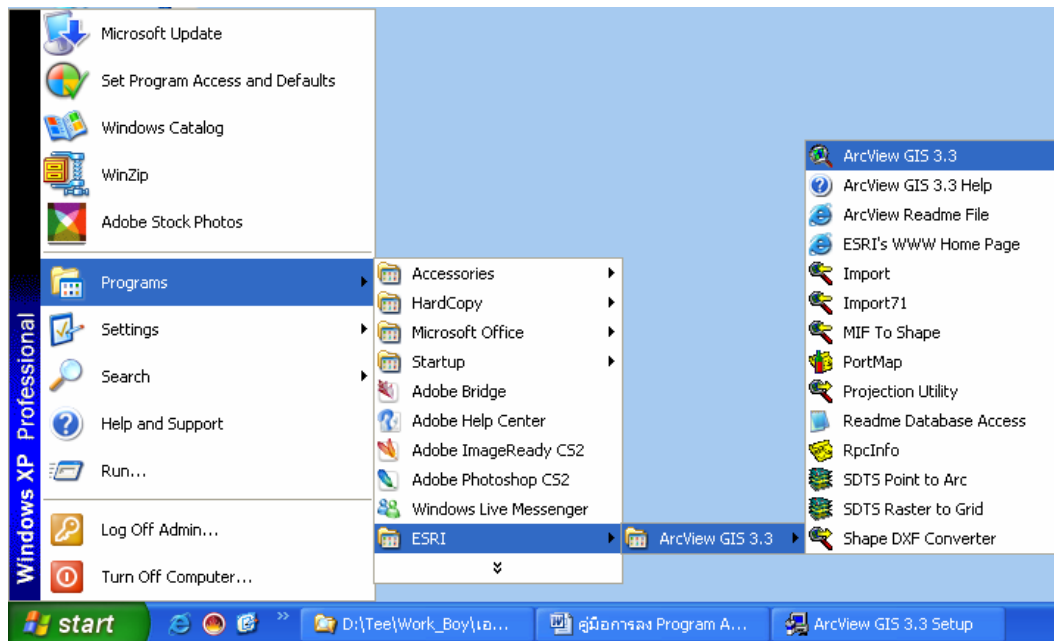 Microsoft Update
Set Program Access and Defaults
Windows Catalog
WinZip
Adobe Stock Photos
Programs
Settings
Search
Help and Support
Run...
Log Off Admin...
Turn Off Computer...
Windows XP Professional
Accessories
HardCopy
Microsoft Office
Startup
Adobe Bridge
Adobe Help Center
Adobe ImageReady CS2
Adobe Photoshop CS2
Windows Live Messenger
ESRI
ArcView GIS 3.3
ArcView GIS 3.3
ArcView GIS 3.3 Help
ArcView Readme File
ESRI's WWW Home Page
Import
Import71
MIF To Shape
PortMap
Projection Utility
Readme Database Access
RpcInfo
SDTS Point to Arc
SDTS Raster to Grid
Shape DXF Converter
start
D:\Tee\Work_Boy\เอ...
คู่มือการลง Program A...
ArcView GIS 3.3 Setup